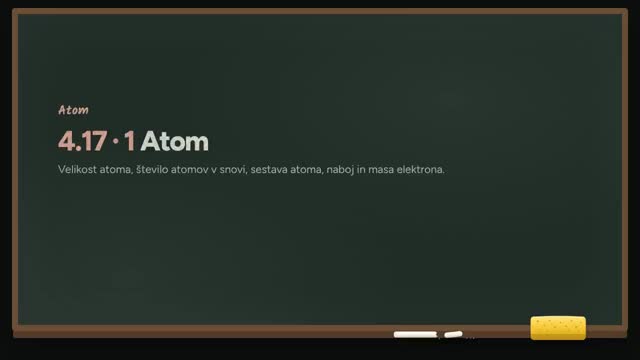 Atom
4.17 · 1 Atom
Velikost atoma, število atomov v snovi, sestava atoma, naboj in masa elektrona.